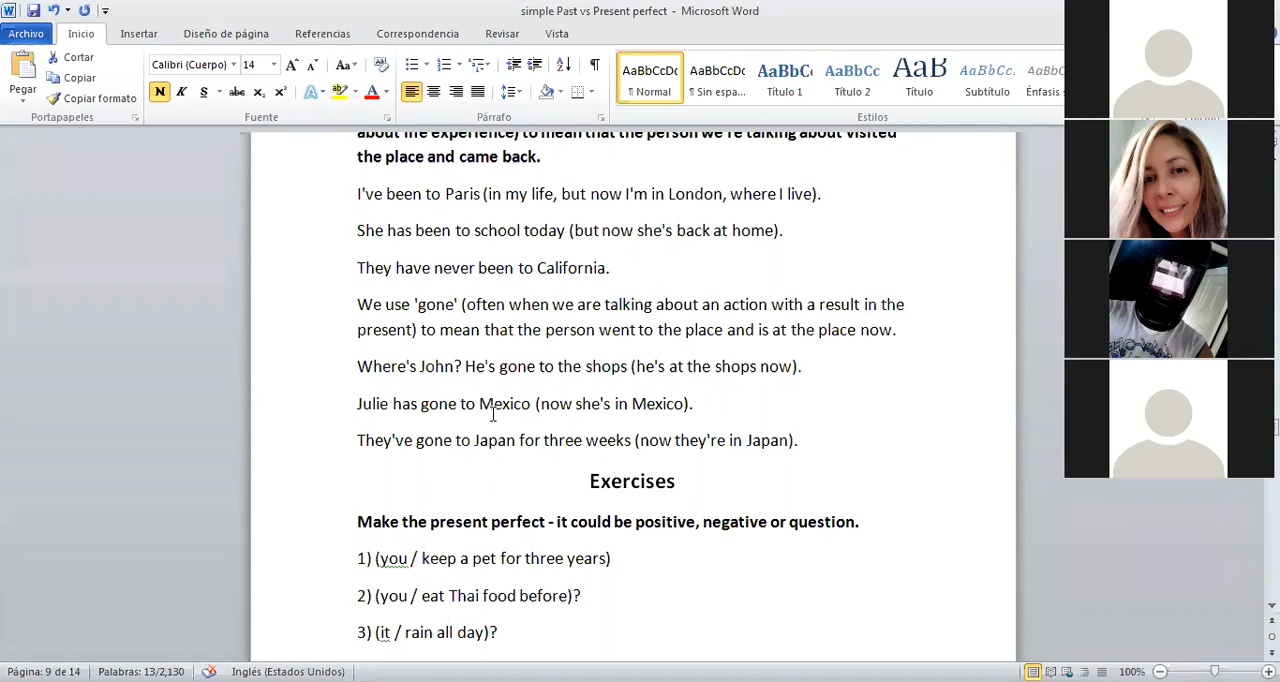 simple Past vs Present perfect - Microsoft Word
Archivo Inicio Insertar Diseño de página Referencias Correspondencia Revisar Vista
Pegar
Cortar
Copiar
Copiar formato
Portapapeles
Calibri (Cuerpo) 14
Fuente
Párrafo
AaBbCcDc AaBbCcDc AaBbC AaBbCc AaB AaBbCc
¶ Normal ¶ Sin espa... Título 1 Título 2 Título Subtítulo Énfasis
Estilos
about life experience) to mean that the person we're talking about visited
the place and came back.
I've been to Paris (in my life, but now I'm in London, where I live).
She has been to school today (but now she's back at home).
They have never been to California.
We use 'gone' (often when we are talking about an action with a result in the
present) to mean that the person went to the place and is at the place now.
Where's John? He's gone to the shops (he's at the shops now).
Julie has gone to Mexico (now she's in Mexico).
They've gone to Japan for three weeks (now they're in Japan).
Exercises
Make the present perfect - it could be positive, negative or question.
1) (you / keep a pet for three years)
2) (you / eat Thai food before)?
3) (it / rain all day)?
Página: 9 de 14 Palabras: 13/2,130 Inglés (Estados Unidos) 100%